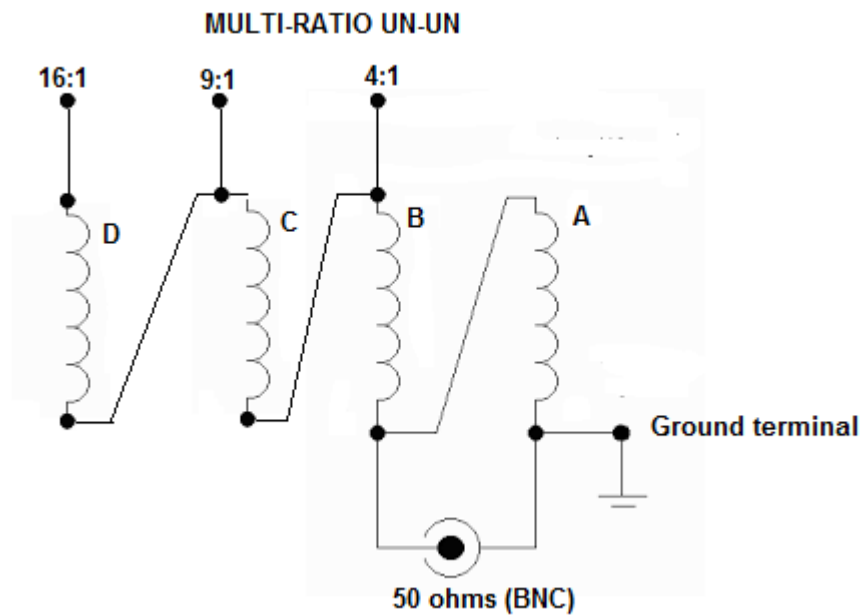 MULTI-RATIO UN-UN
16:1 9:1 4:1
D C B A
Ground terminal
50 ohms (BNC)